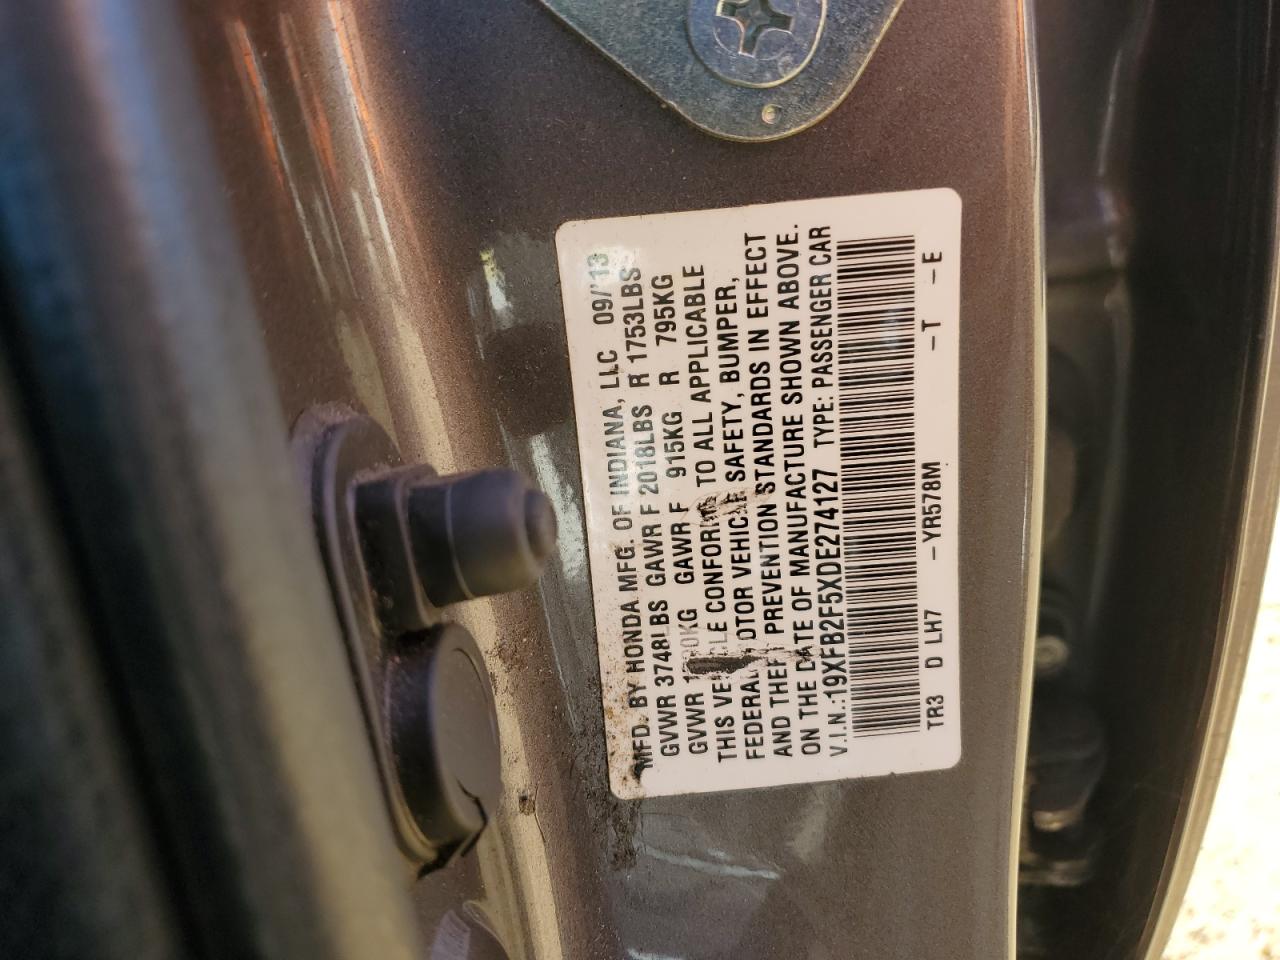 MFD. BY HONDA MFG. OF INDIANA, LLC 09/'13
GVWR 3748LBS GAWR F 2018LBS R 1753LBS
GVWR KG GAWR F 915KG R 795KG
THIS CONFORMS TO ALL APPLICABLE
FEDERAL MOTOR VEHICLE SAFETY, BUMPER,
AND THEFT PREVENTION STANDARDS IN EFFECT
ON THE DATE OF MANUFACTURE SHOWN ABOVE.
V.I.N.:19XFB2F5XDE274127 TYPE: PASSENGER CAR
TR3 D LH7 -YR578M -T -E